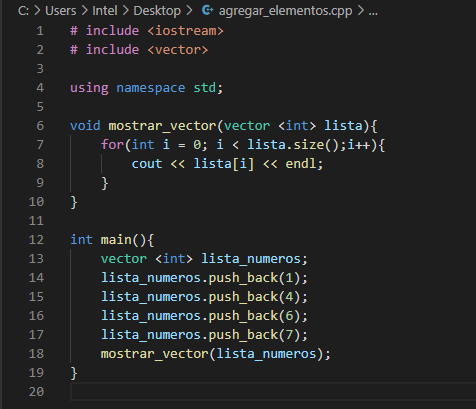 C: > Users > Intel > Desktop > agregar_elementos.cpp > ...
1 # include <iostream>
2 # include <vector>
3
4 using namespace std;
5
6 void mostrar_vector(vector <int> lista){
7     for(int i = 0; i < lista.size();i++){
8         cout << lista[i] << endl;
9     }
10 }
11
12 int main(){
13     vector <int> lista_numeros;
14     lista_numeros.push_back(1);
15     lista_numeros.push_back(4);
16     lista_numeros.push_back(6);
17     lista_numeros.push_back(7);
18     mostrar_vector(lista_numeros);
19 }
20